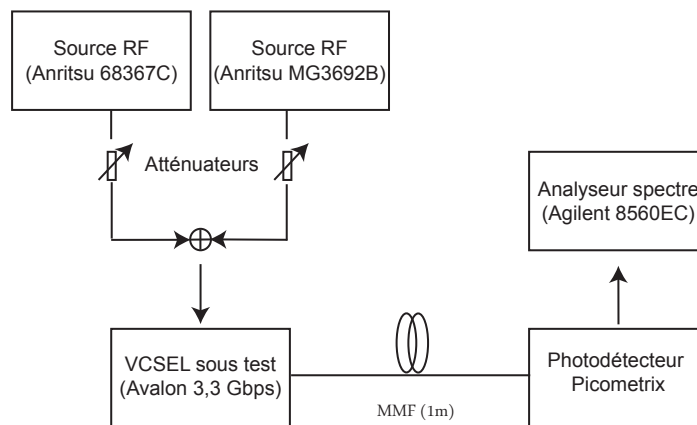 Source RF
(Anritsu 68367C)
Source RF
(Anritsu MG3692B)
Atténuateurs
Analyseur spectre
(Agilent 8560EC)
VCSEL sous test
(Avalon 3,3 Gbps)
MMF (1m)
Photodétecteur
Picometrix